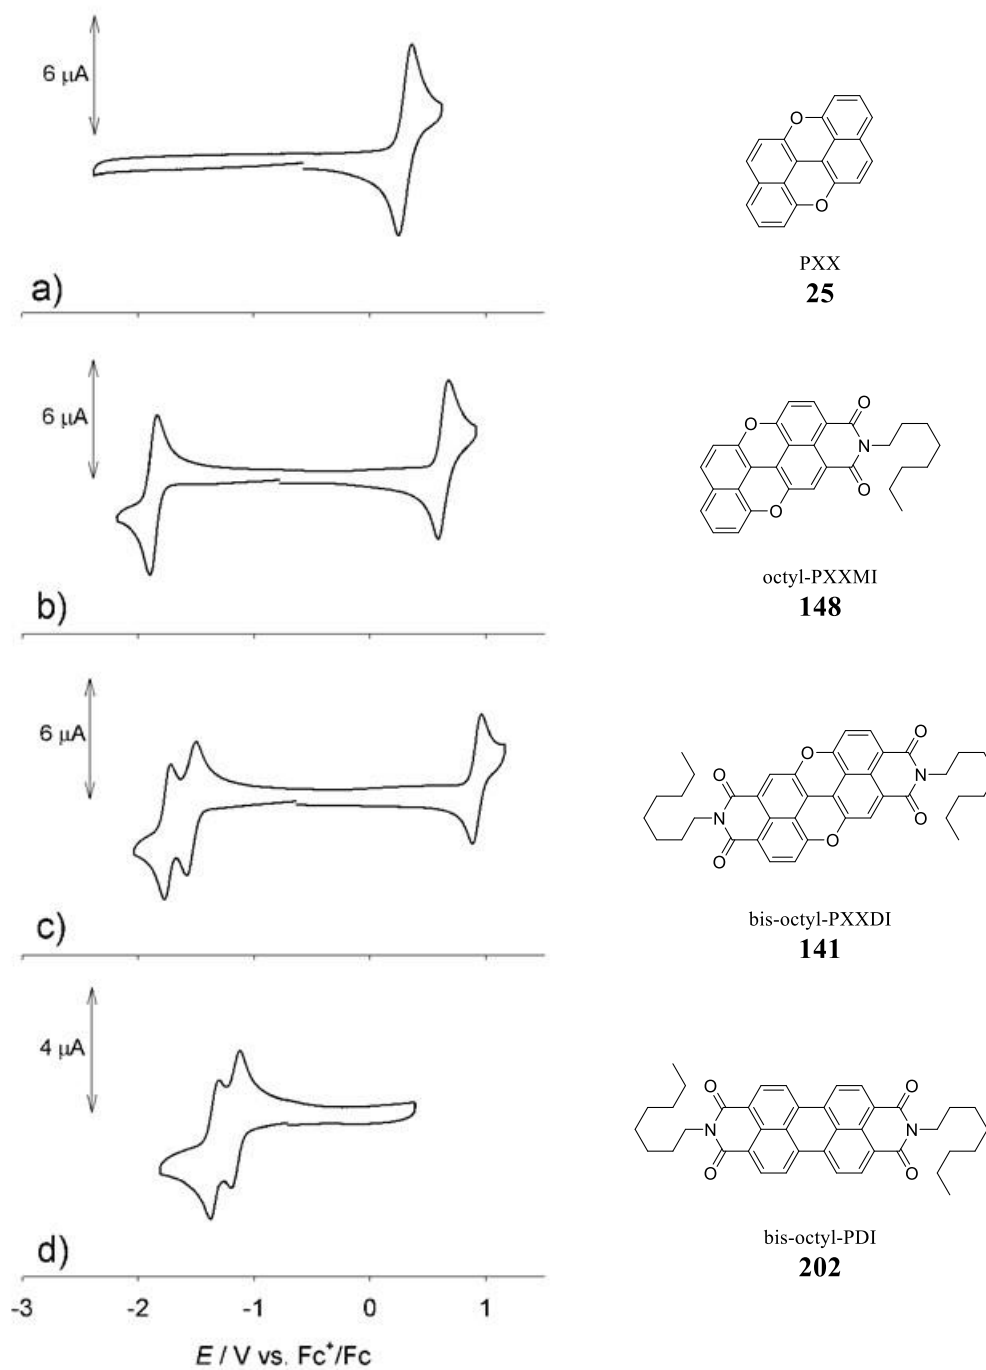 6 µA
a)
O
O
PXX
25
6 µA
b)
O
O
N
O
O
octyl-PXXMI
148
6 µA
c)
O
O
O
N
N
O
O
O
bis-octyl-PXXDI
141
4 µA
d)
O
O
N
N
O
O
bis-octyl-PDI
202
-3 -2 -1 0 1
E / V vs. Fc⁺/Fc